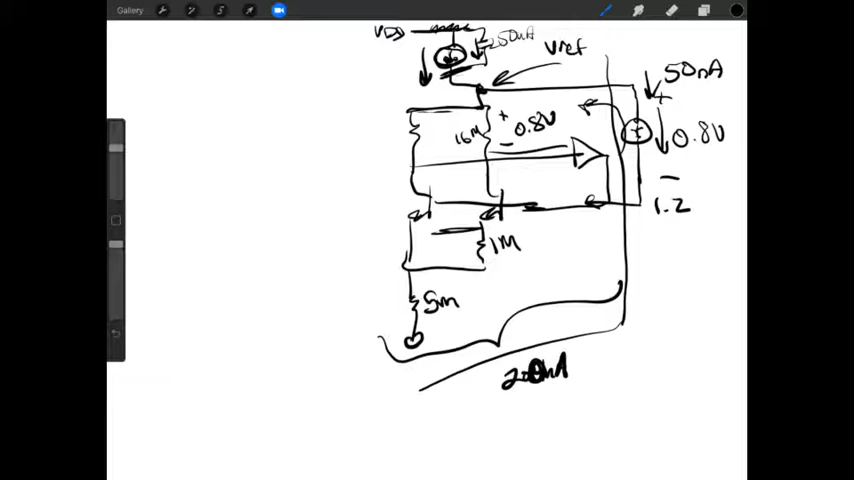 Gallery
VDD
250nA
Vref
50nA
+
+
16M
0.8V
+
0.8V
-
-
1.2
1M
5m
200nA